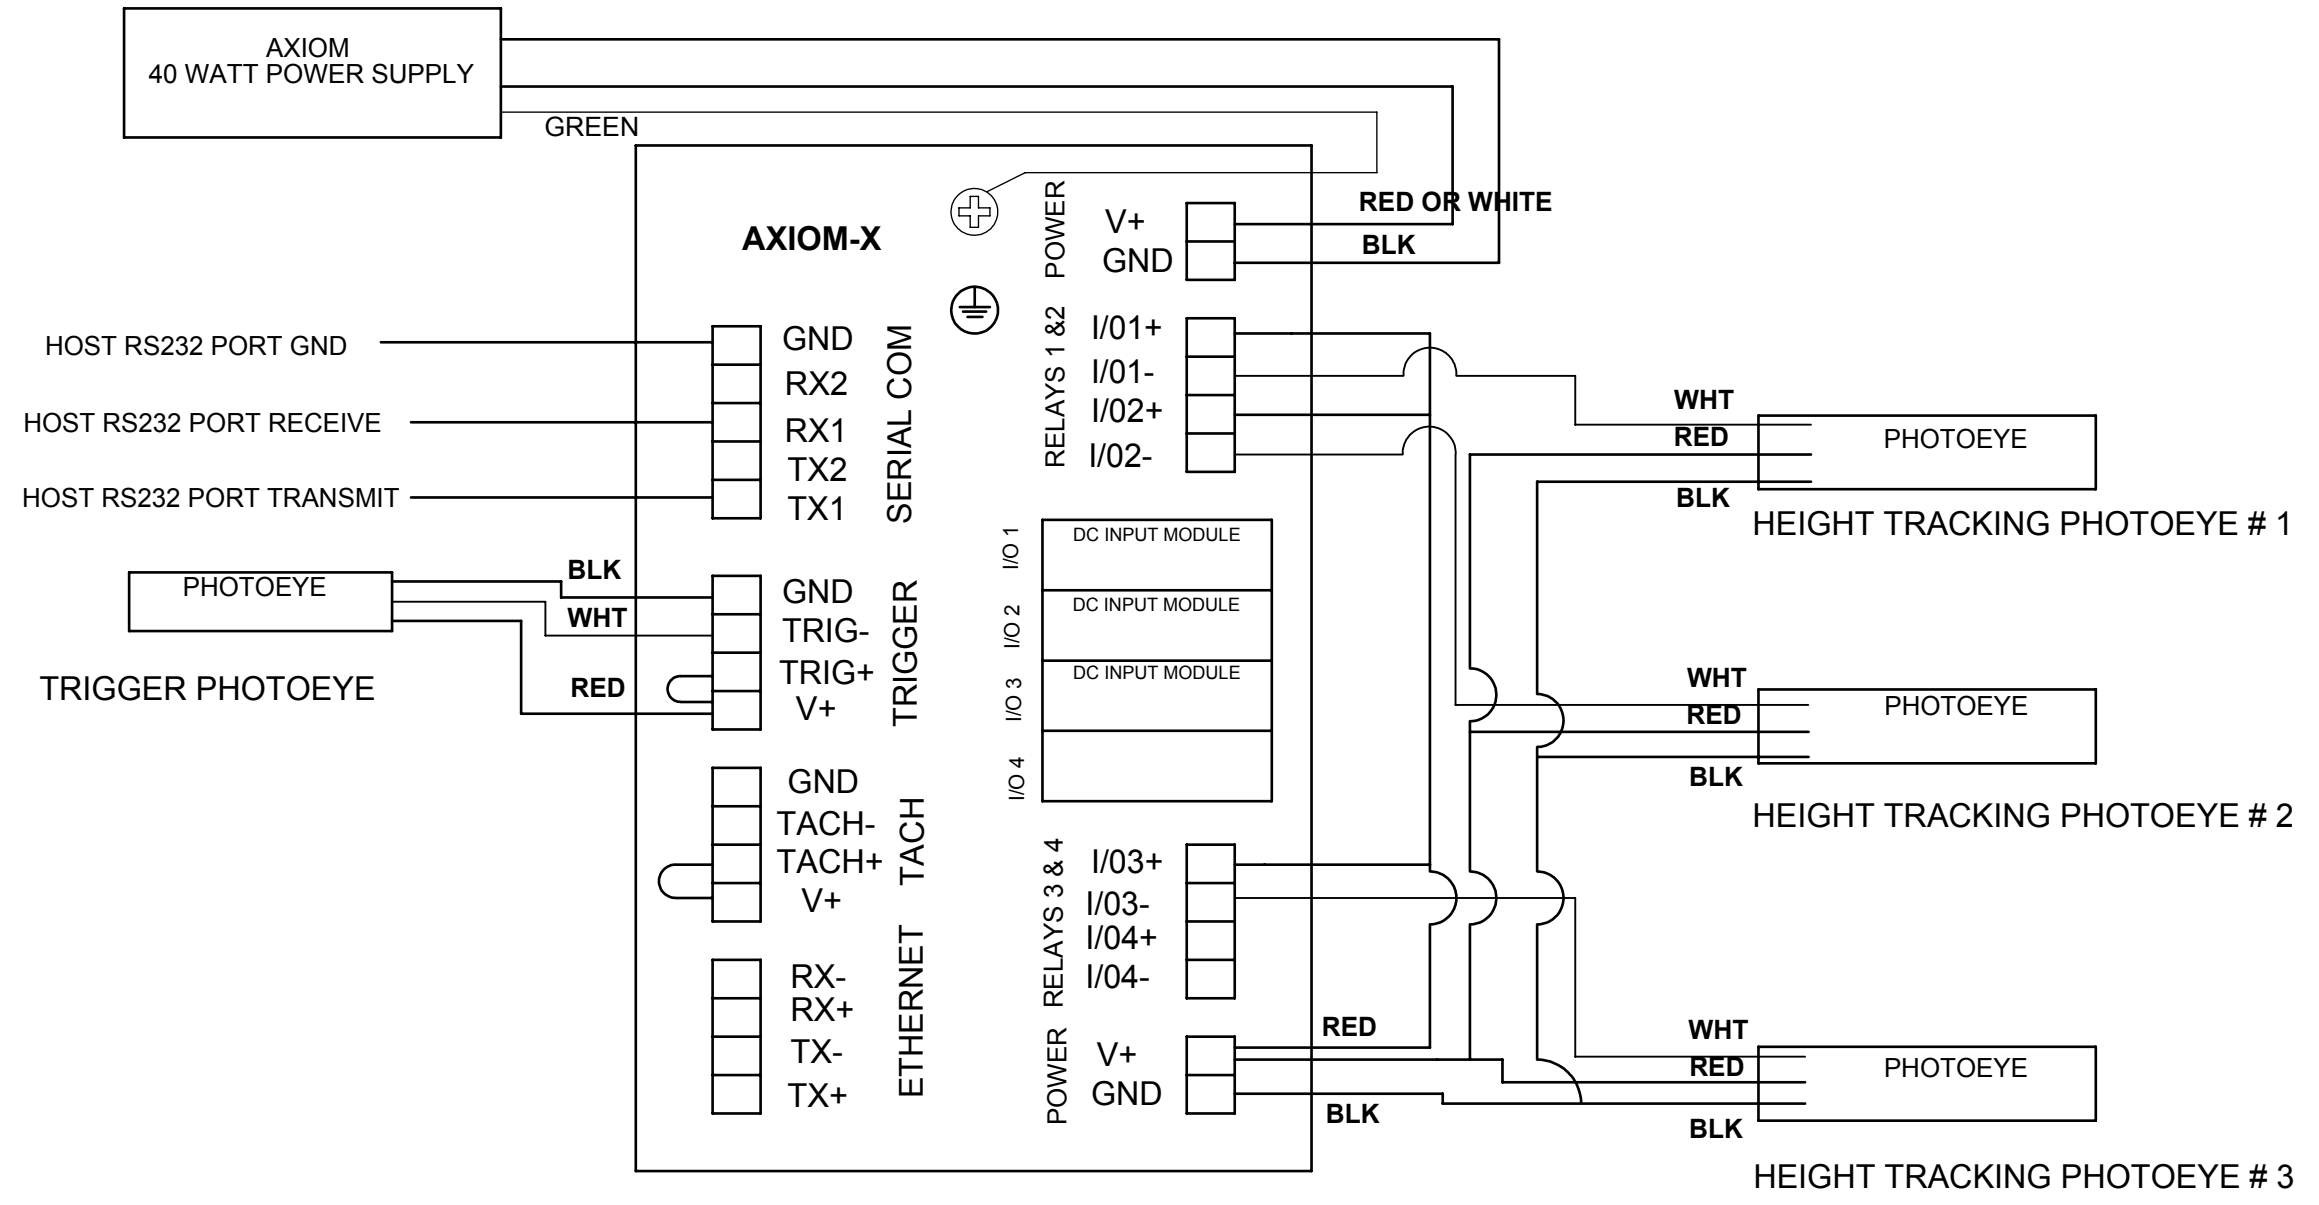 AXIOM
40 WATT POWER SUPPLY
GREEN
AXIOM-X
HOST RS232 PORT GND
HOST RS232 PORT RECEIVE
HOST RS232 PORT TRANSMIT
GND
RX2
RX1
TX2
TX1
SERIAL COM
PHOTOEYE
TRIGGER PHOTOEYE
BLK
WHT
RED
GND
TRIG-
TRIG+
V+
TRIGGER
GND
TACH-
TACH+
V+
TACH
RX-
RX+
TX-
TX+
ETHERNET
POWER
V+
GND
RED OR WHITE
BLK
RELAYS 1 &2
I/01+
I/01-
I/02+
I/02-
I/O 1
DC INPUT MODULE
I/O 2
DC INPUT MODULE
I/O 3
DC INPUT MODULE
I/O 4
RELAYS 3 & 4
I/03+
I/03-
I/04+
I/04-
POWER
V+
GND
RED
BLK
WHT
RED
BLK
PHOTOEYE
HEIGHT TRACKING PHOTOEYE # 1
WHT
RED
BLK
PHOTOEYE
HEIGHT TRACKING PHOTOEYE # 2
WHT
RED
BLK
PHOTOEYE
HEIGHT TRACKING PHOTOEYE # 3